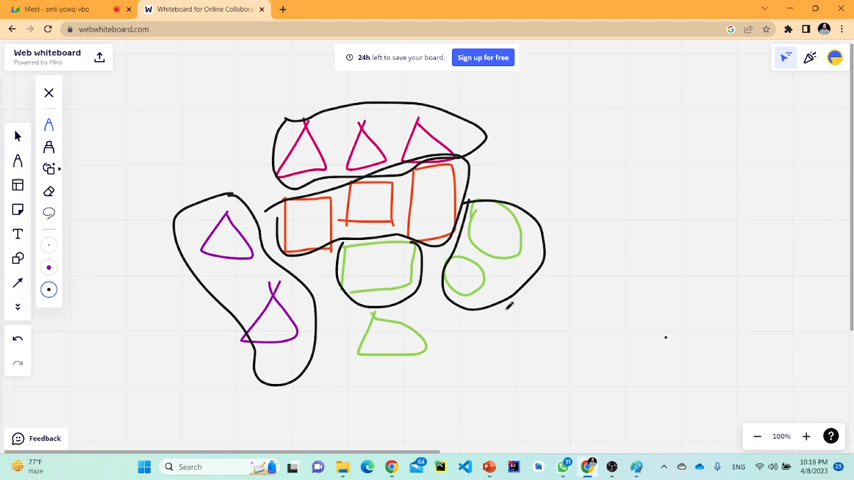 Meet - smt-yowq-vbo
Whiteboard for Online Collabora
webwhiteboard.com
Web whiteboard
Powered by Miro
24h left to save your board.
Sign up for free
T
Feedback
100%
?
77°F
Haze
Search
ENG
10:18 PM
4/8/2023